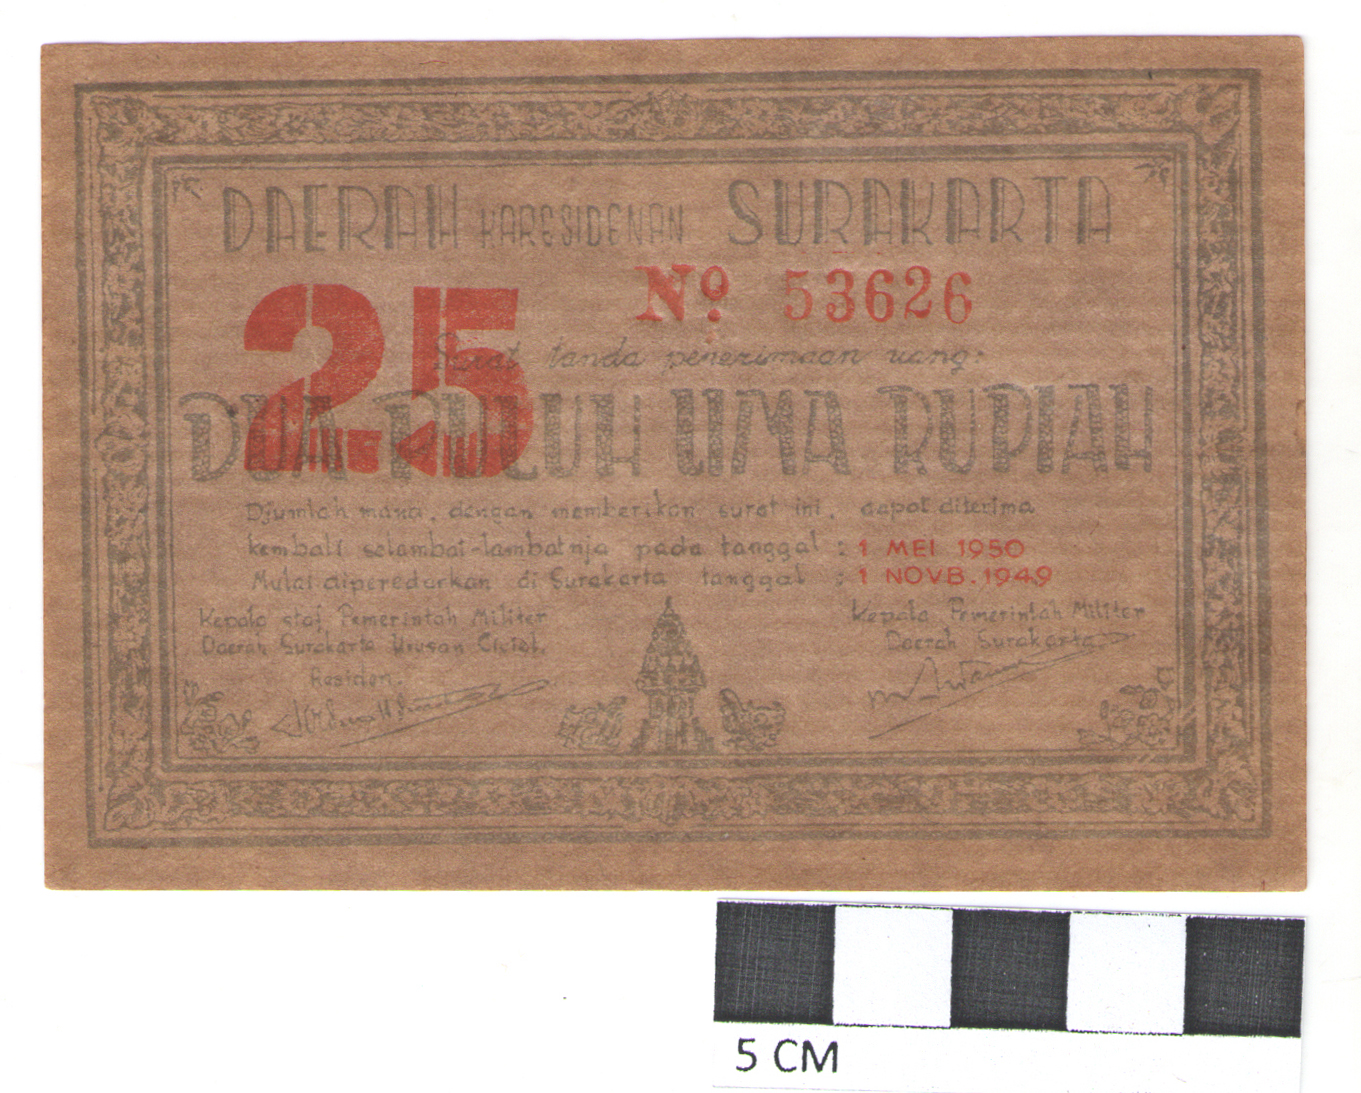 DAERAH KARESIDENAN SURAKARTA
25
Nº 53626
Surat tanda penerimaan uang:
DUA PULUH LIMA RUPIAH
Djumlah mana, dengan memberikan surat ini, dapat diterima
kembali selambat-lambatnja pada tanggal : 1 MEI 1950
Mulai diperedarkan di Surakarta tanggal : 1 NOVB. 1949
Kepala staf Pemerintah Militer
Daerah Surakarta Urusan Civiel.
Residen.
Kepala Pemerintah Militer
Daerah Surakarta.
5 CM